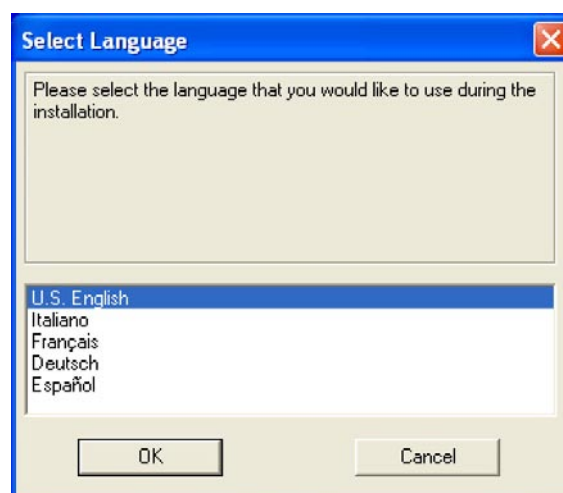 Select Language
Please select the language that you would like to use during the
installation.
U.S. English
Italiano
Français
Deutsch
Español
OK
Cancel